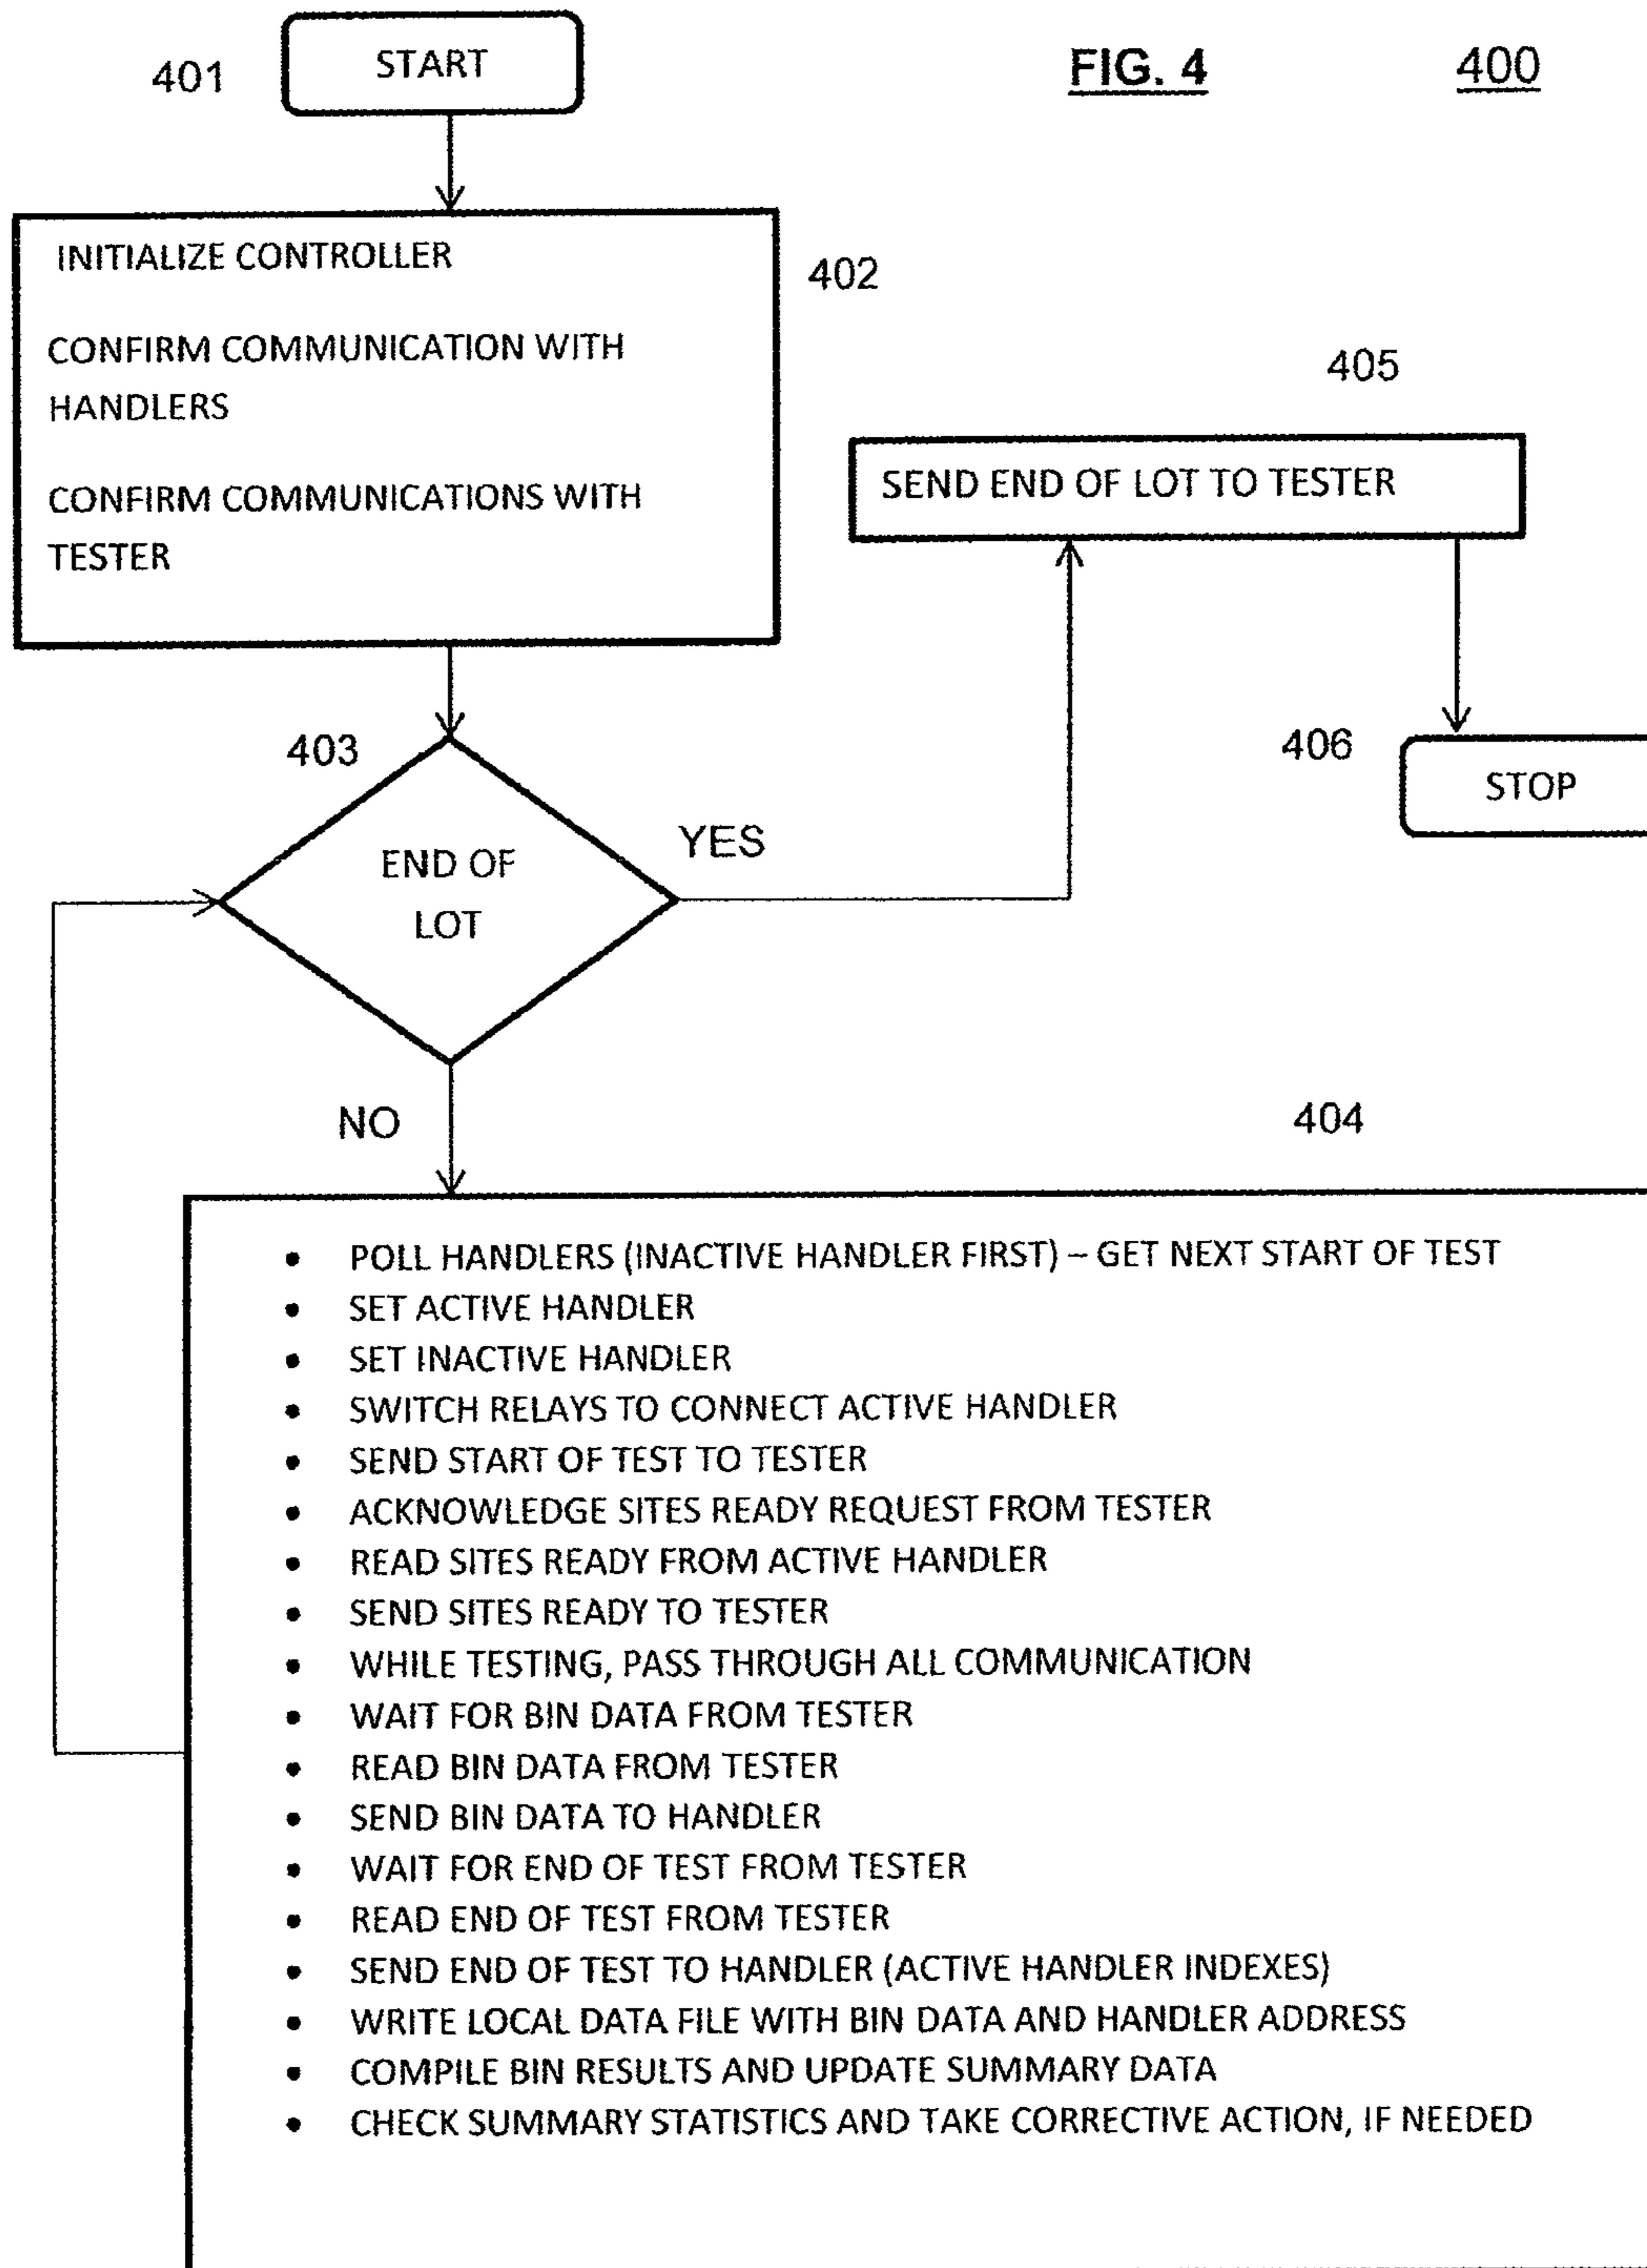 401
START
FIG. 4
400
INITIALIZE CONTROLLER
402
CONFIRM COMMUNICATION WITH
HANDLERS
CONFIRM COMMUNICATIONS WITH
TESTER
405
SEND END OF LOT TO TESTER
403
406
STOP
END OF
LOT
YES
NO
404
• POLL HANDLERS (INACTIVE HANDLER FIRST) – GET NEXT START OF TEST
• SET ACTIVE HANDLER
• SET INACTIVE HANDLER
• SWITCH RELAYS TO CONNECT ACTIVE HANDLER
• SEND START OF TEST TO TESTER
• ACKNOWLEDGE SITES READY REQUEST FROM TESTER
• READ SITES READY FROM ACTIVE HANDLER
• SEND SITES READY TO TESTER
• WHILE TESTING, PASS THROUGH ALL COMMUNICATION
• WAIT FOR BIN DATA FROM TESTER
• READ BIN DATA FROM TESTER
• SEND BIN DATA TO HANDLER
• WAIT FOR END OF TEST FROM TESTER
• READ END OF TEST FROM TESTER
• SEND END OF TEST TO HANDLER (ACTIVE HANDLER INDEXES)
• WRITE LOCAL DATA FILE WITH BIN DATA AND HANDLER ADDRESS
• COMPILE BIN RESULTS AND UPDATE SUMMARY DATA
• CHECK SUMMARY STATISTICS AND TAKE CORRECTIVE ACTION, IF NEEDED